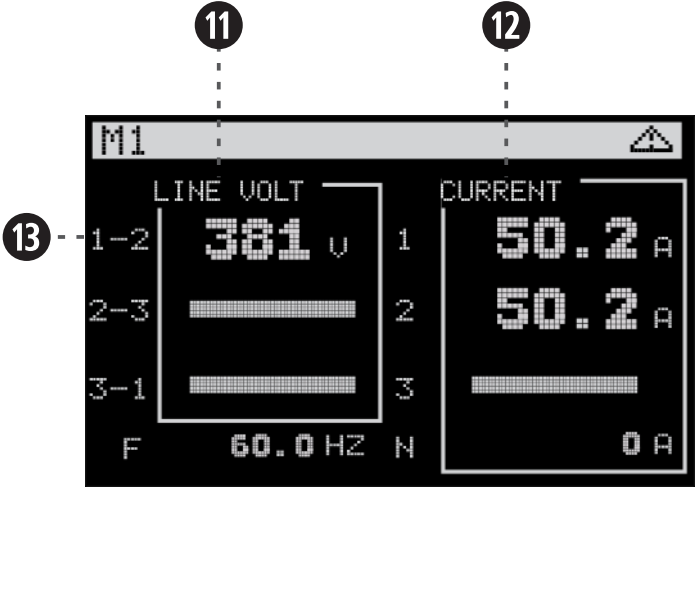 11 12
M1
LINE VOLT CURRENT
13 1-2 381 V 1 50.2 A
2-3 2 50.2 A
3-1 3
F 60.0 HZ N 0 A